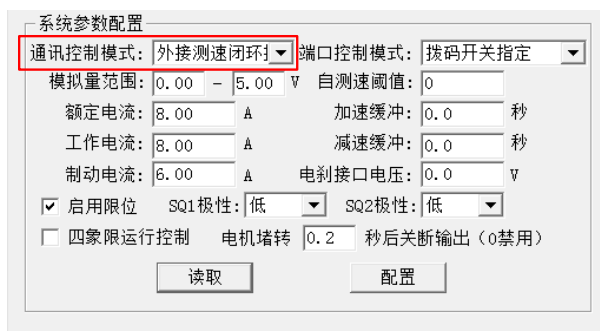 系统参数配置
通讯控制模式: 外接测速闭环 端口控制模式: 拨码开关指定
模拟量范围: 0.00 - 5.00 V 自测速阈值: 0
额定电流: 8.00 A 加速缓冲: 0.0 秒
工作电流: 8.00 A 减速缓冲: 0.0 秒
制动电流: 6.00 A 电刹接口电压: 0.0 V
启用限位 SQ1极性: 低 SQ2极性: 低
四象限运行控制 电机堵转 0.2 秒后关断输出（0禁用）
读取 配置